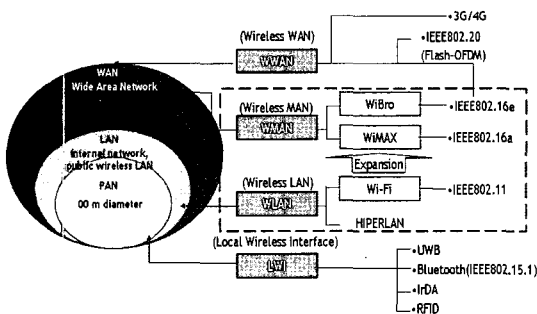 (Wireless WAN)
WWAN
•3G/4G
•IEEE802.20
(Flash-OFDM)
WAN
Wide Area Network
(Wireless MAN)
WMAN
WiBro
•IEEE802.16e
WiMAX
•IEEE802.16a
Expansion
LAN
Internal network,
public wireless LAN
PAN
00 m diameter
(Wireless LAN)
WLAN
Wi-Fi
•IEEE802.11
HIPERLAN
(Local Wireless Interface)
LWI
•UWB
•Bluetooth(IEEE802.15.1)
•IrDA
•RFID